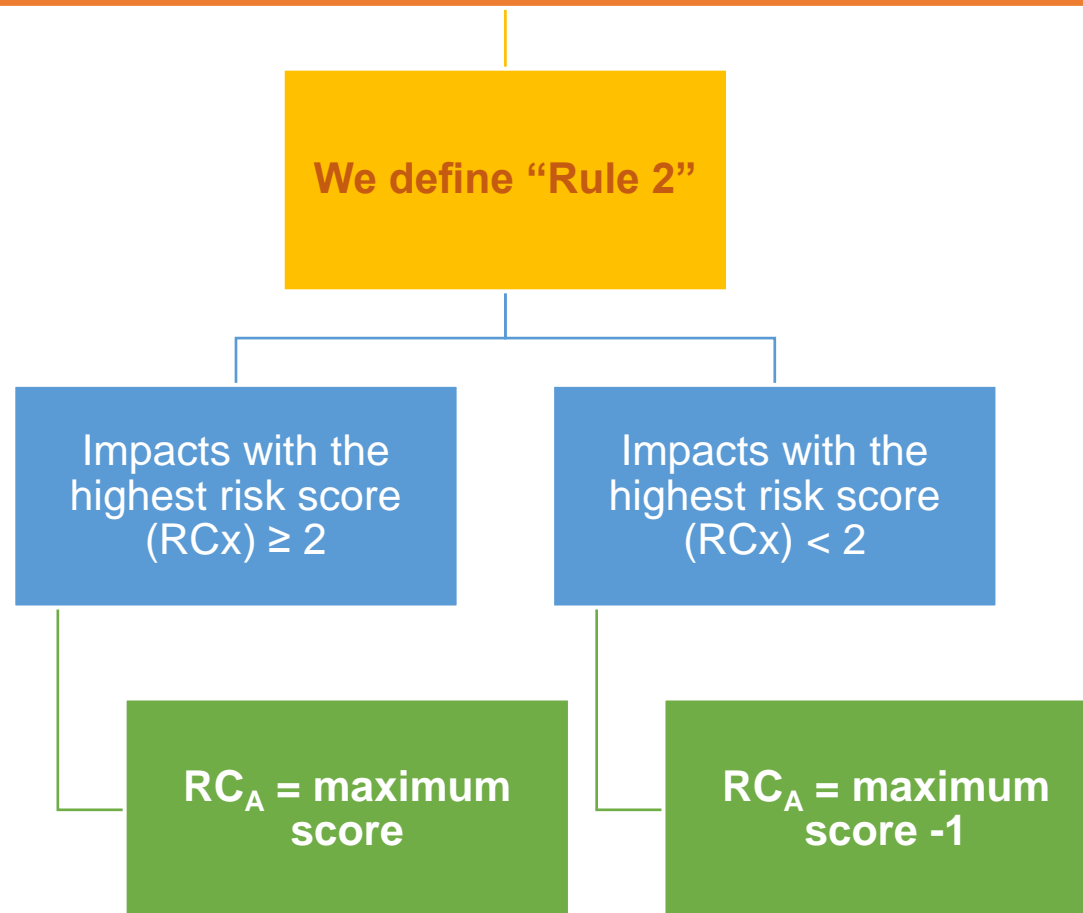 We define “Rule 2”
Impacts with the
highest risk score
(RCx) ≥ 2
Impacts with the
highest risk score
(RCx) < 2
RCA = maximum
score
RCA = maximum
score -1